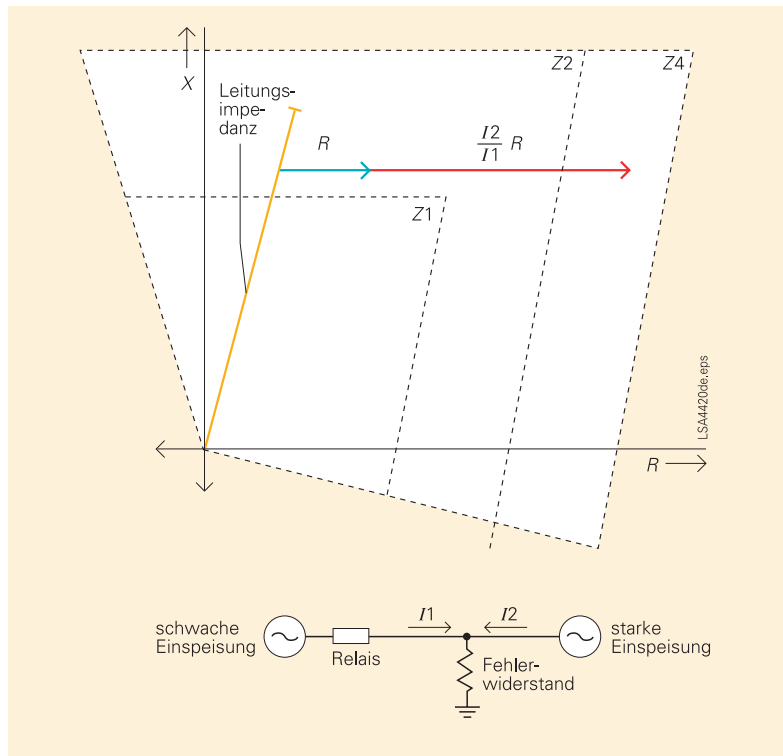 X
Leitungs-
impe-
danz
R
I2
I1
R
Z2
Z4
Z1
R
LSA4420de.eps
I1
I2
schwache
Einspeisung
Relais
Fehler-
widerstand
starke
Einspeisung